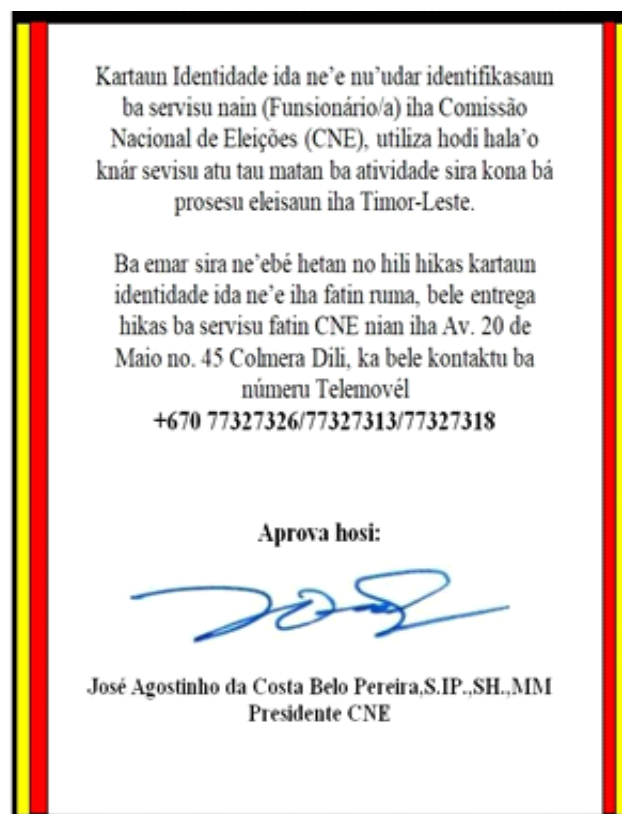 Kartaun Identidade ida ne'e nu'udar identifikasaun
ba servisu nain (Funsionário/a) iha Comissão
Nacional de Eleições (CNE), utiliza hodi hala'o
knár sevisu atu tau matan ba atividade sira kona bá
prosesu eleisaun iha Timor-Leste.
Ba emar sira ne'ebé hetan no hili hikas kartaun
identidade ida ne'e iha fatin ruma, bele entrega
hikas ba servisu fatin CNE nian iha Av. 20 de
Maio no. 45 Colmera Dili, ka bele kontaktu ba
númeru Telemovél
+670 77327326/77327313/77327318
Aprova hosi:
José Agostinho da Costa Belo Pereira,S.IP.,SH.,MM
Presidente CNE